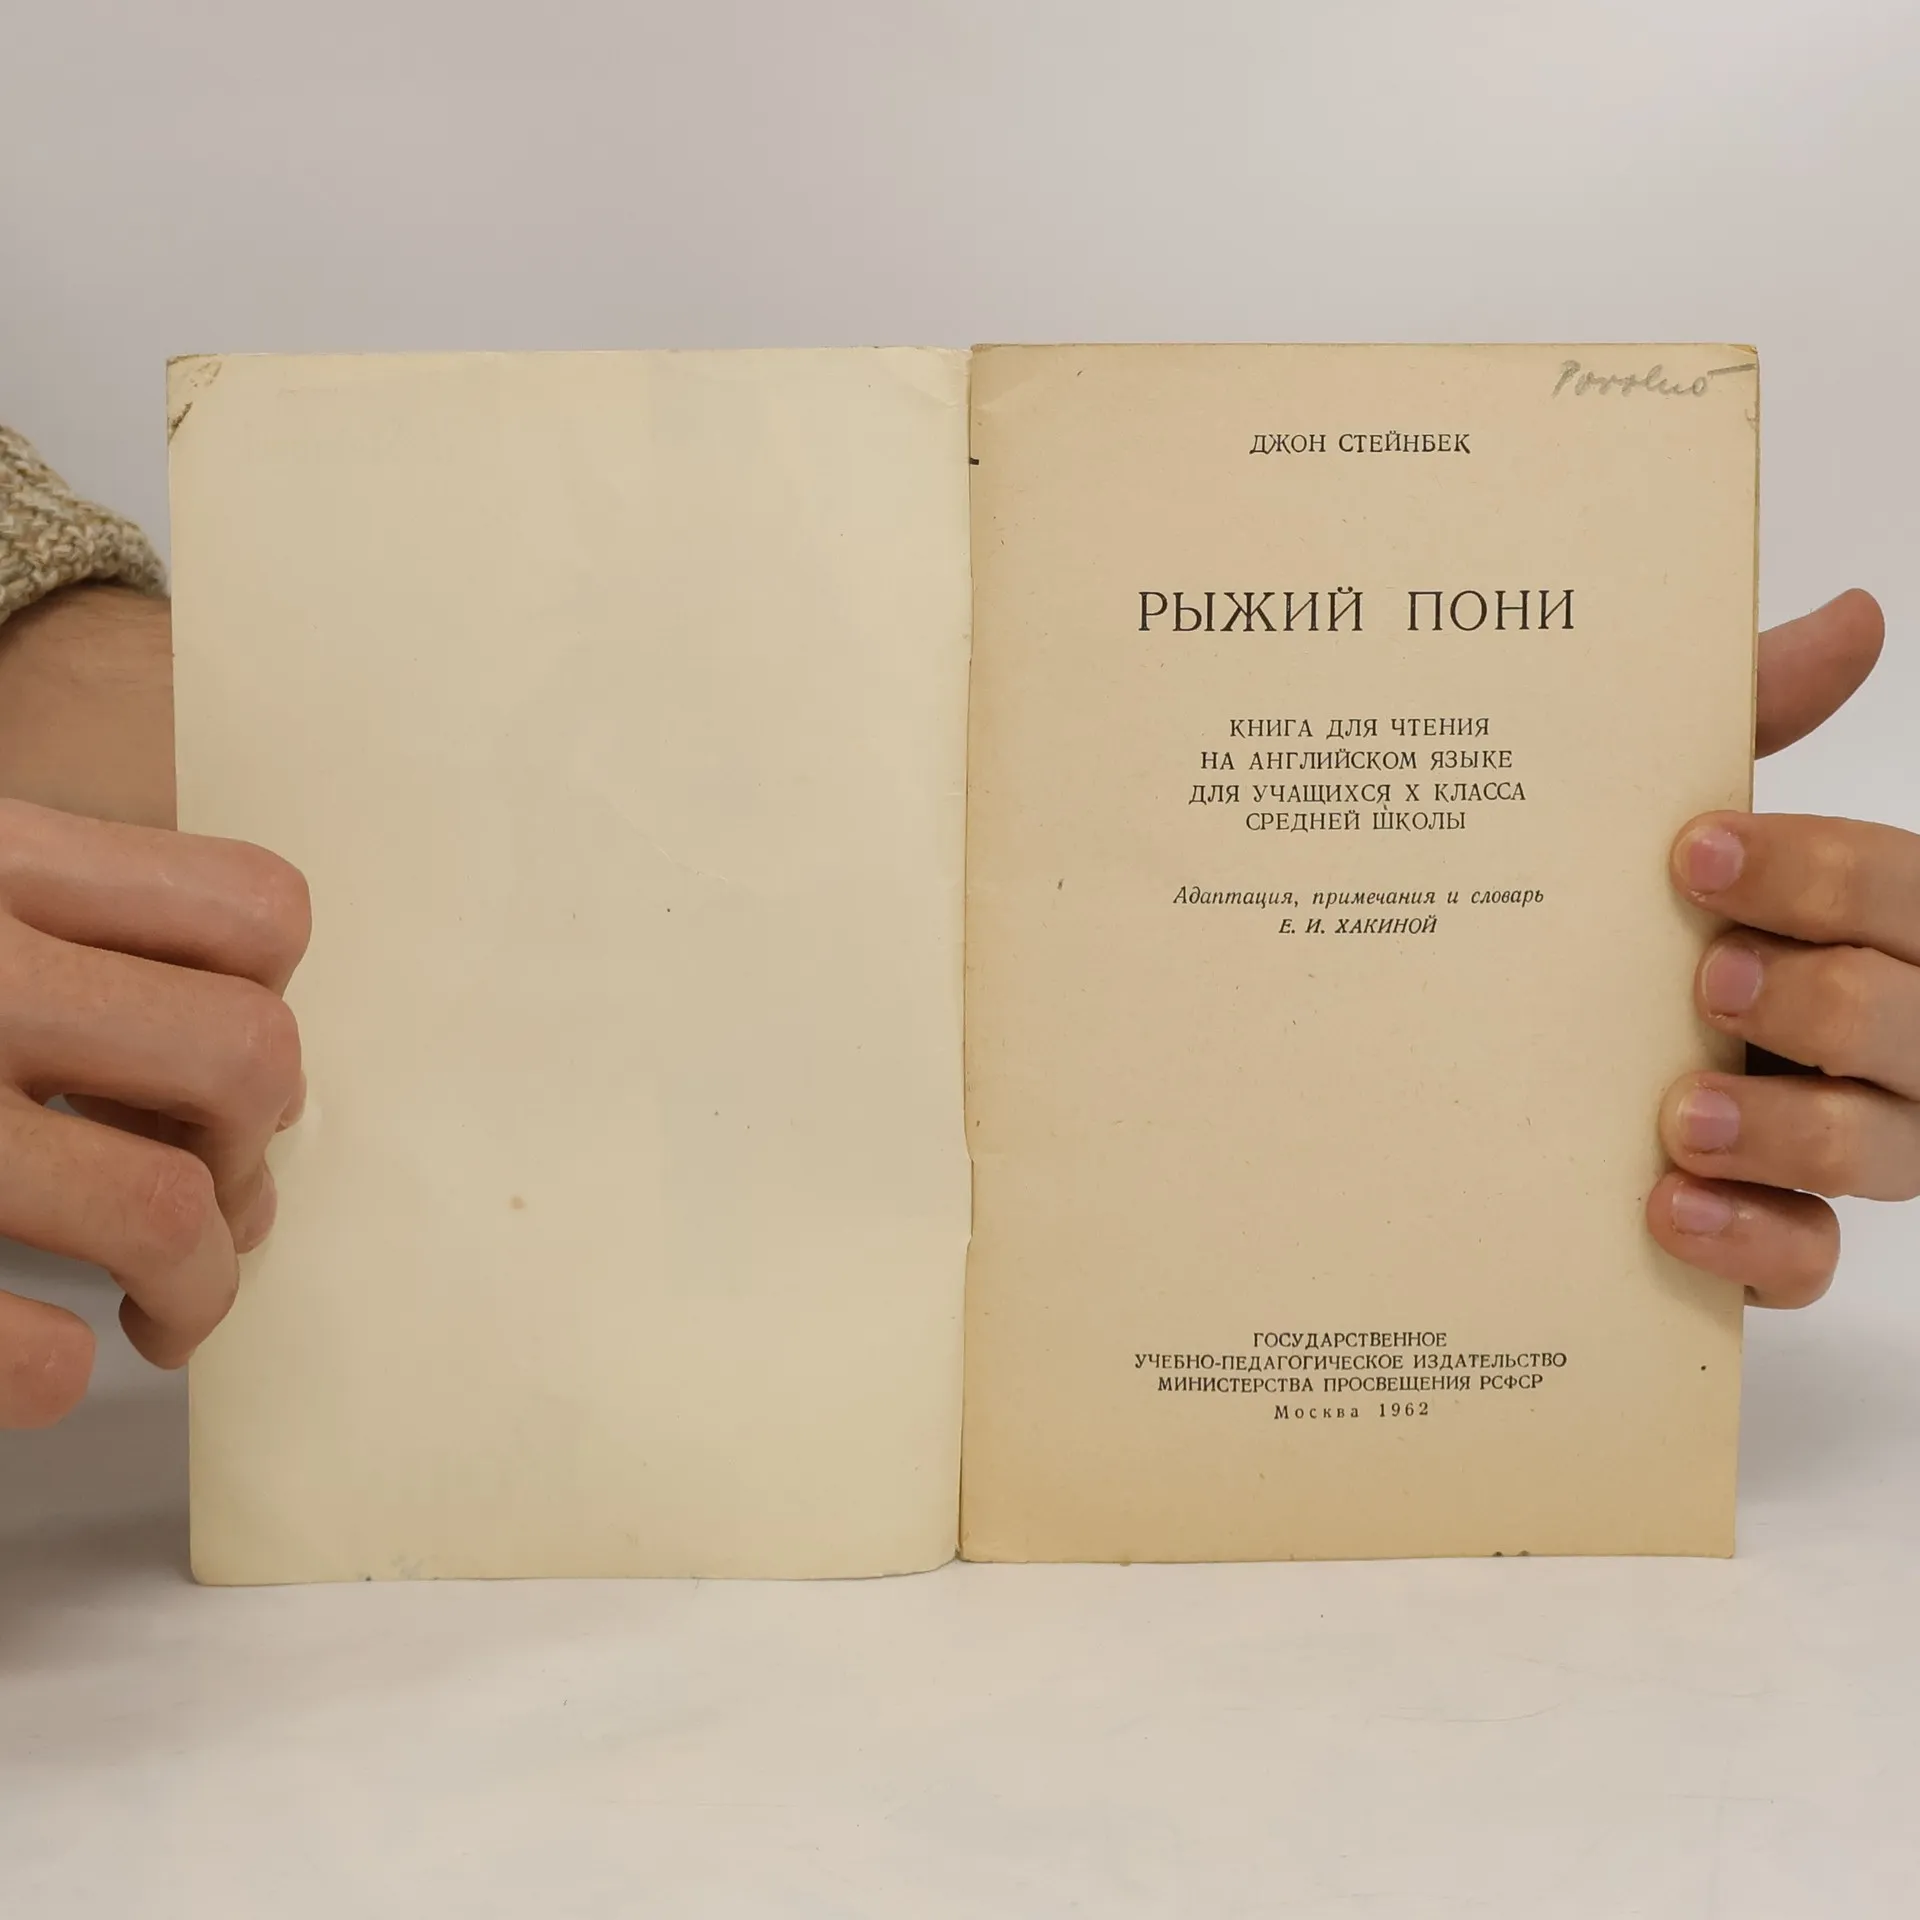 ДЖОН СТЕЙНБЕК
РЫЖИЙ ПОНИ
КНИГА ДЛЯ ЧТЕНИЯ
НА АНГЛИЙСКОМ ЯЗЫКЕ
ДЛЯ УЧАЩИХСЯ X КЛАССА
СРЕДНЕЙ ШКОЛЫ
Адаптация, примечания и словарь
Е. И. ХАКИНОЙ
ГОСУДАРСТВЕННОЕ
УЧЕБНО-ПЕДАГОГИЧЕСКОЕ ИЗДАТЕЛЬСТВО
МИНИСТЕРСТВА ПРОСВЕЩЕНИЯ РСФСР
Москва 1962